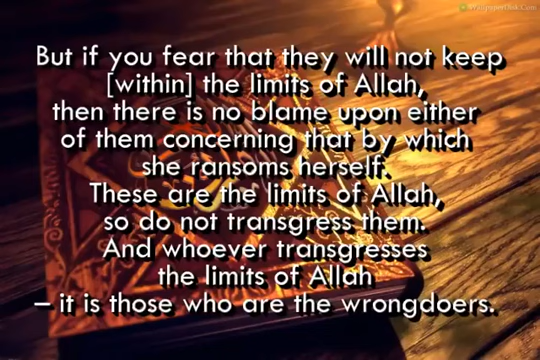 WallpaperDisk.Com
But if you fear that they will not keep
[within] the limits of Allah,
then there is no blame upon either
of them concerning that by which
she ransoms herself.
These are the limits of Allah,
so do not transgress them.
And whoever transgresses
the limits of Allah
– it is those who are the wrongdoers.